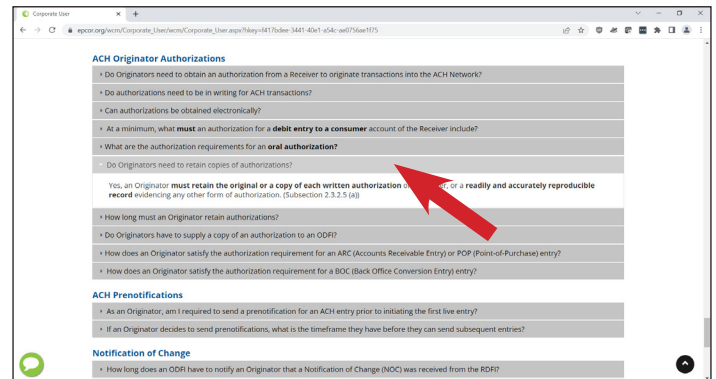 Corporate User
epcor.org/wcm/Corporate_User/wcm/Corporate_User.aspx?hkey=f417bdee-3441-40e1-a54c-ae0756ae1f75
ACH Originator Authorizations
Do Originators need to obtain an authorization from a Receiver to originate transactions into the ACH Network?
Do authorizations need to be in writing for ACH transactions?
Can authorizations be obtained electronically?
At a minimum, what must an authorization for a debit entry to a consumer account of the Receiver include?
What are the authorization requirements for an oral authorization?
Do Originators need to retain copies of authorizations?
Yes, an Originator must retain the original or a copy of each written authorization or a readily and accurately reproducible
record evidencing any other form of authorization. (Subsection 2.3.2.5 (a))
How long must an Originator retain authorizations?
Do Originators have to supply a copy of an authorization to an ODFI?
How does an Originator satisfy the authorization requirement for an ARC (Accounts Receivable Entry) or POP (Point-of-Purchase) entry?
How does an Originator satisfy the authorization requirement for a BOC (Back Office Conversion Entry) entry?
ACH Prenotifications
As an Originator, am I required to send a prenotification for an ACH entry prior to initiating the first live entry?
If an Originator decides to send prenotifications, what is the timeframe they have before they can send subsequent entries?
Notification of Change
How long does an ODFI have to notify an Originator that a Notification of Change (NOC) was received from the RDFI?